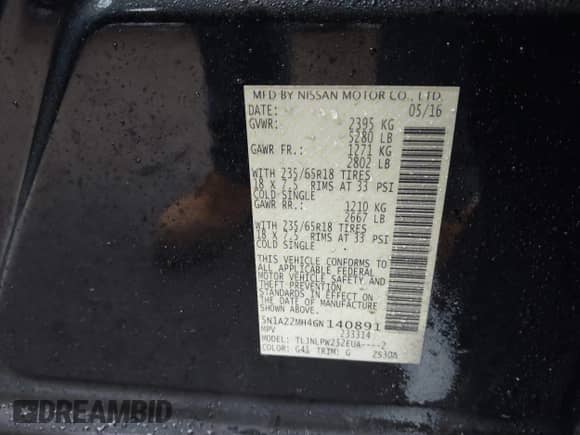 MFD BY NISSAN MOTOR CO., LTD.
DATE: 05/16
GVWR: 2395 KG
5280 LB
GAWR FR.: 1271 KG
2802 LB
WITH 235/65R18 TIRES
18 X 7.5 RIMS AT 33 PSI
COLD SINGLE
GAWR RR.: 1210 KG
2667 LB
WITH 235/65R18 TIRES
18 X 7.5 RIMS AT 33 PSI
COLD SINGLE
THIS VEHICLE CONFORMS TO
ALL APPLICABLE FEDERAL
MOTOR VEHICLE SAFETY AND
THEFT PREVENTION
STANDARDS IN EFFECT ON THE
DATE OF MANUFACTURE
SHOWN ABOVE.
5N1AZ2MH4GN140891
MPV 233314
MODEL: TLJNLPW252EUA----2
COLOR: G41 TRIM: G 2530A
DREAMBID